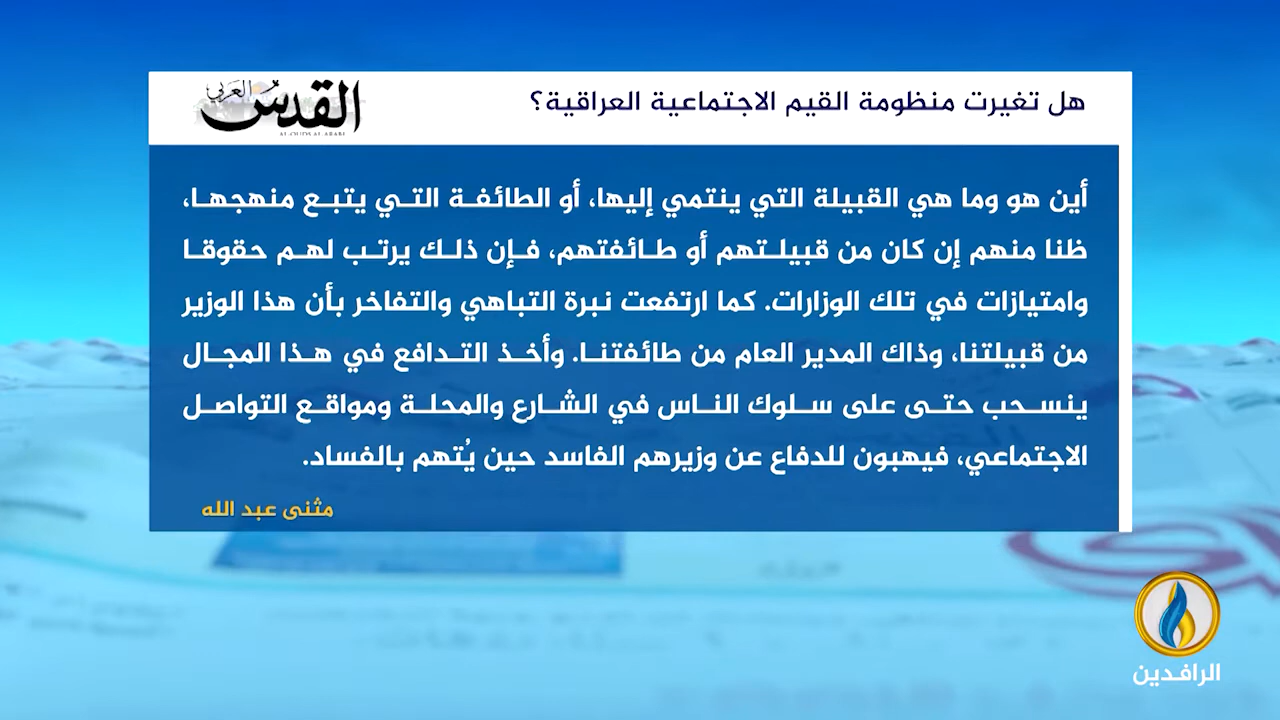 هل تغيرت منظومة القيم الاجتماعية العراقية؟
القدس العربي
AL-QUDS AL-ARABI
أين هو وما هي القبيلة التي ينتمي إليها، أو الطائفة التي يتبع منهجها،
ظنا منهم إن كان من قبيلتهم أو طائفتهم، فإن ذلك يرتب لهم حقوقا
وامتيازات في تلك الوزارات. كما ارتفعت نبرة التباهي والتفاخر بأن هذا الوزير
من قبيلتنا، وذاك المدير العام من طائفتنا. وأخذ التدافع في هذا المجال
ينسحب حتى على سلوك الناس في الشارع والمحلة ومواقع التواصل
الاجتماعي، فيهبون للدفاع عن وزيرهم الفاسد حين يُتهم بالفساد.
مثنى عبد الله
الرافدين